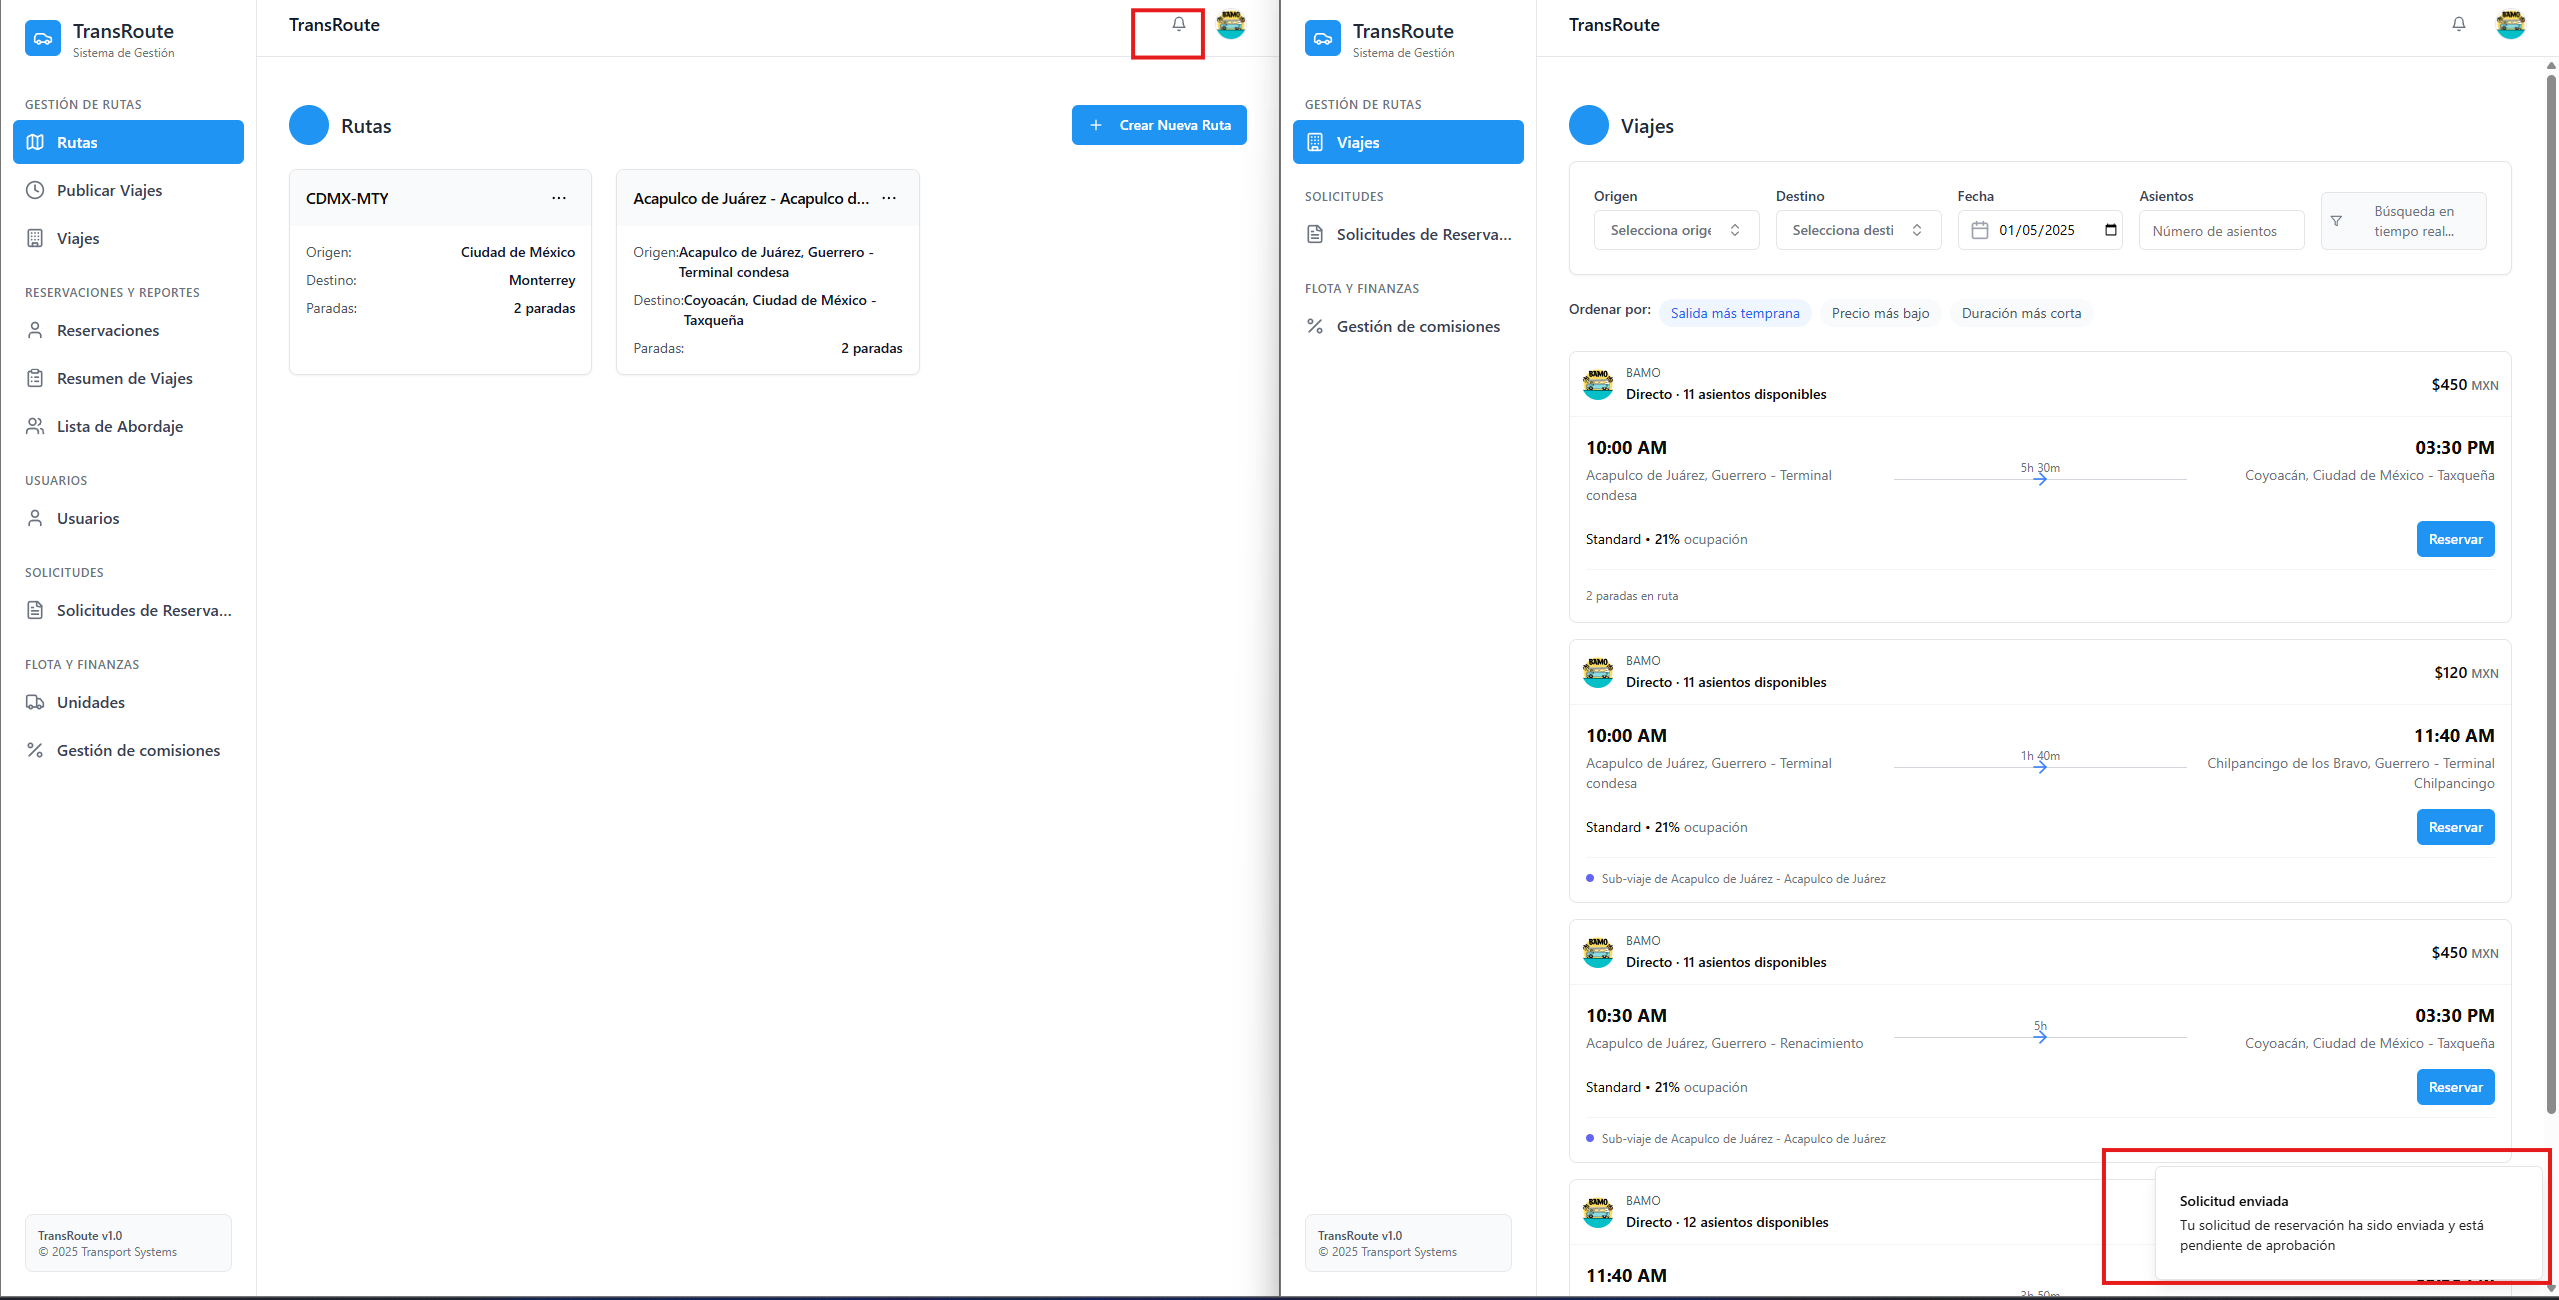 TransRoute
Sistema de Gestión
GESTIÓN DE RUTAS
Rutas
Publicar Viajes
Viajes
RESERVACIONES Y REPORTES
Reservaciones
Resumen de Viajes
Lista de Abordaje
USUARIOS
Usuarios
SOLICITUDES
Solicitudes de Reserva...
FLOTA Y FINANZAS
Unidades
Gestión de comisiones
TransRoute v1.0
© 2025 Transport Systems
TransRoute
Rutas
Crear Nueva Ruta
CDMX-MTY
Origen: Ciudad de México
Destino: Monterrey
Paradas: 2 paradas
Acapulco de Juárez - Acapulco d...
Origen: Acapulco de Juárez, Guerrero -
Terminal condesa
Destino: Coyoacán, Ciudad de México -
Taxqueña
Paradas: 2 paradas
TransRoute
Sistema de Gestión
GESTIÓN DE RUTAS
Viajes
SOLICITUDES
Solicitudes de Reserva...
FLOTA Y FINANZAS
Gestión de comisiones
TransRoute v1.0
© 2025 Transport Systems
TransRoute
Viajes
Origen Destino Fecha Asientos
Selecciona orige Selecciona desti 01/05/2025 Número de asientos
Búsqueda en
tiempo real...
Ordenar por: Salida más temprana Precio más bajo Duración más corta
BAMO
Directo · 11 asientos disponibles
$450 MXN
10:00 AM
5h 30m
03:30 PM
Acapulco de Juárez, Guerrero - Terminal
condesa
Coyoacán, Ciudad de México - Taxqueña
Standard • 21% ocupación
Reservar
2 paradas en ruta
BAMO
Directo · 11 asientos disponibles
$120 MXN
10:00 AM
1h 40m
11:40 AM
Acapulco de Juárez, Guerrero - Terminal
condesa
Chilpancingo de los Bravo, Guerrero - Terminal
Chilpancingo
Standard • 21% ocupación
Reservar
Sub-viaje de Acapulco de Juárez - Acapulco de Juárez
BAMO
Directo · 11 asientos disponibles
$450 MXN
10:30 AM
5h
03:30 PM
Acapulco de Juárez, Guerrero - Renacimiento
Coyoacán, Ciudad de México - Taxqueña
Standard • 21% ocupación
Reservar
Sub-viaje de Acapulco de Juárez - Acapulco de Juárez
BAMO
Directo · 12 asientos disponibles
11:40 AM
3h 50m
Solicitud enviada
Tu solicitud de reservación ha sido enviada y está
pendiente de aprobación